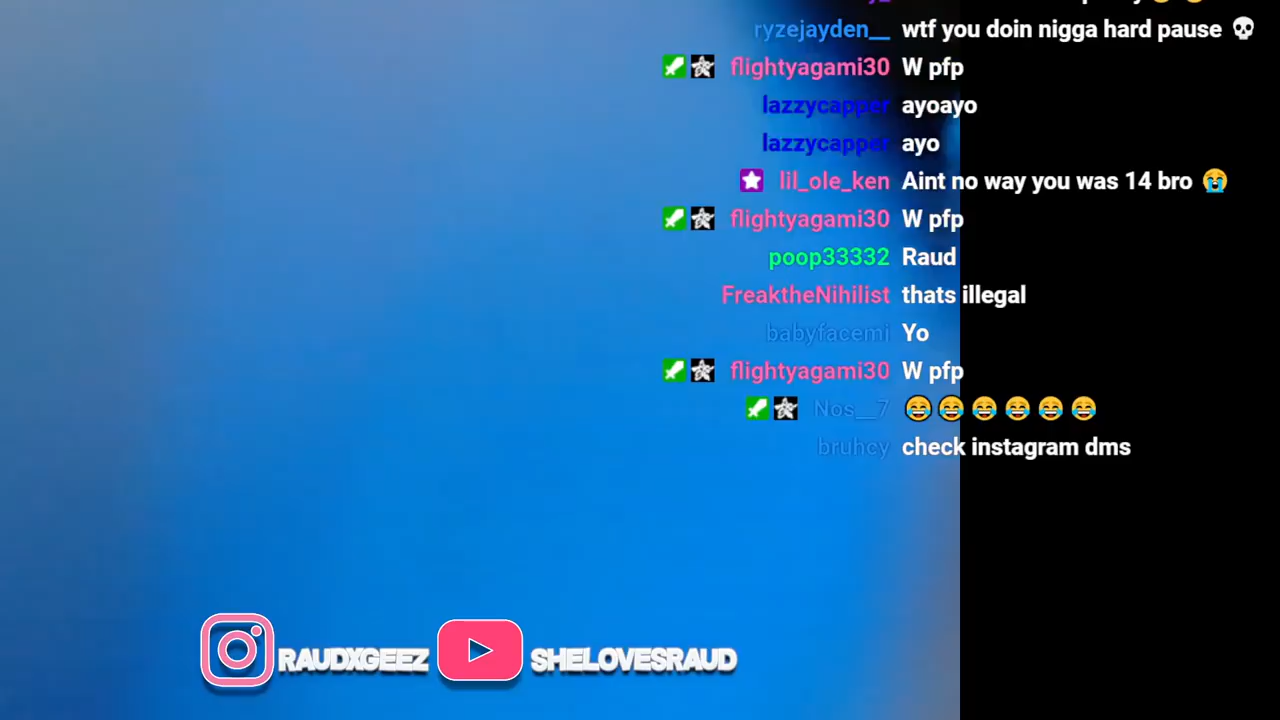 ryzejayden__ wtf you doin nigga hard pause 💀
flightyagami30 W pfp
lazzycapper ayoayo
lazzycapper ayo
lil_ole_ken Aint no way you was 14 bro 😭
flightyagami30 W pfp
poop33332 Raud
FreaktheNihilist thats illegal
babyfacemi Yo
flightyagami30 W pfp
Nos__7 😂😂😂😂😂😂
bruhcy check instagram dms
RAUDXGEEZ SHELOVESRAUD